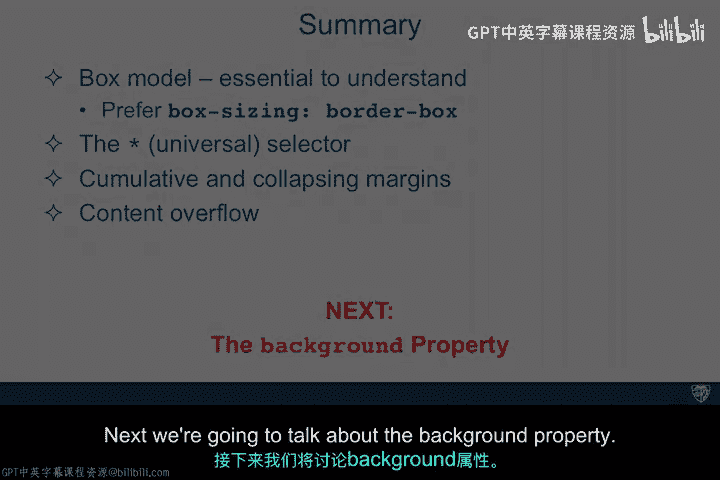 Summary
GPT中英字幕课程资源 bilibili
✧ Box model – essential to understand
• Prefer box-sizing: border-box
✧ The * (universal) selector
✧ Cumulative and collapsing margins
✧ Content overflow
NEXT:
The background Property
Next we're going to talk about the background property.
接下来我们将讨论background属性。
GPT中英字幕课程资源@bilibili.com